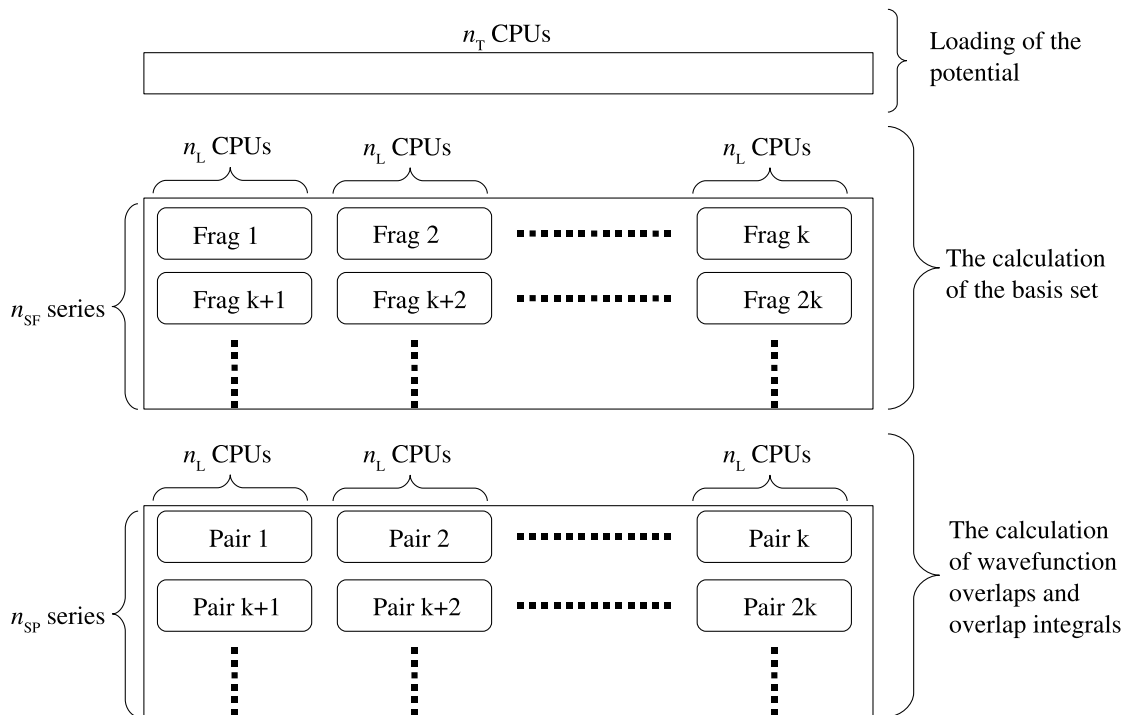 n_T CPUs
Loading of the
potential
n_L CPUs n_L CPUs n_L CPUs
Frag 1 Frag 2 Frag k
Frag k+1 Frag k+2 Frag 2k
n_SF series
The calculation
of the basis set
n_L CPUs n_L CPUs n_L CPUs
Pair 1 Pair 2 Pair k
Pair k+1 Pair k+2 Pair 2k
n_SP series
The calculation
of wavefunction
overlaps and
overlap integrals